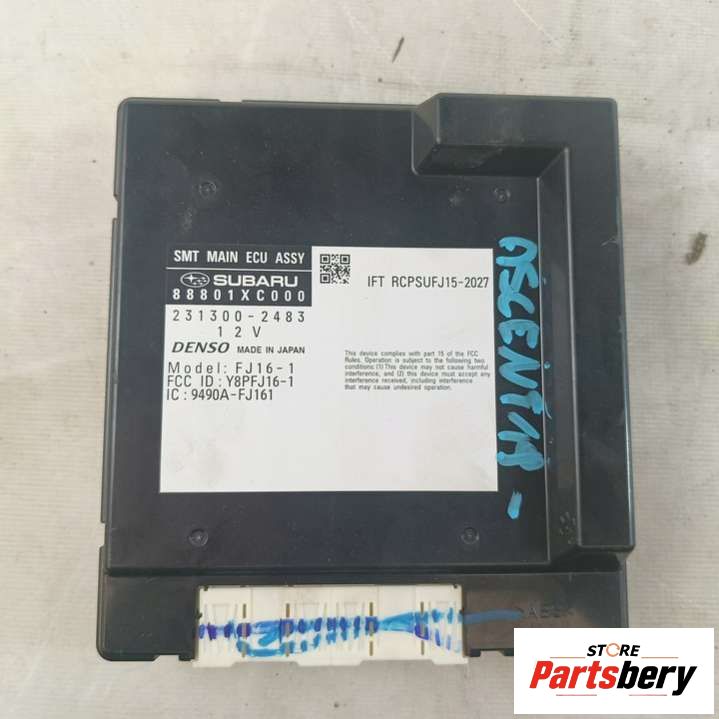 SMT MAIN ECU ASSY
SUBARU
88801XC000
231300-2483
12V
DENSO MADE IN JAPAN
Model: FJ16-1
FCC ID : Y8PFJ16-1
IC : 9490A-FJ161
IFT RCPSUFJ15-2027
This device complies with part 15 of the FCC
Rules. Operation is subject to the following two
conditions: (1) This device may not cause harmful
interference, and (2) this device must accept any
interference received, including interference that
may cause undesired operation.
STORE
Partsbery